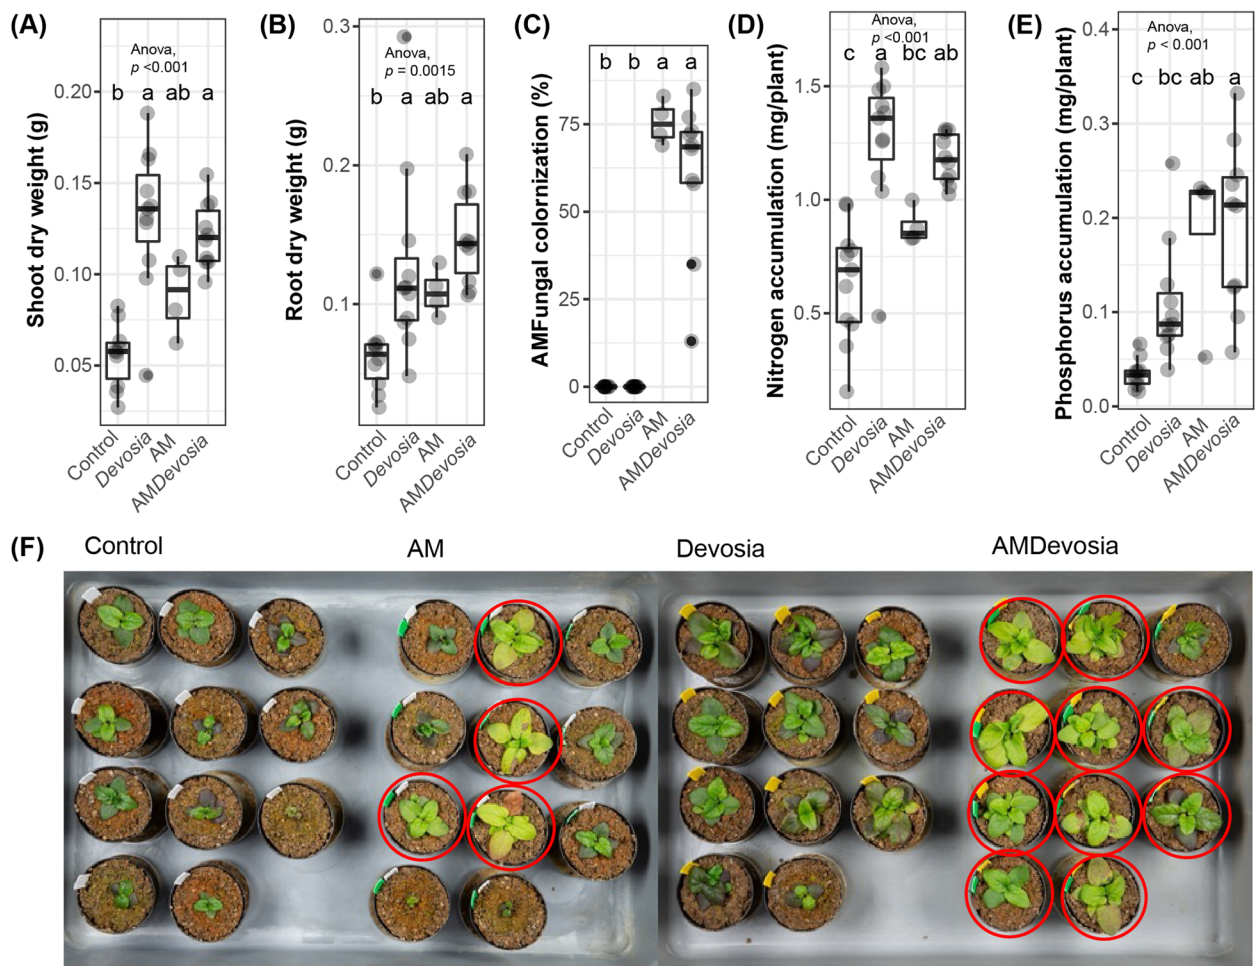 (A)
Shoot dry weight (g)
Anova,
p <0.001
b a ab a
0.20
0.15
0.10
0.05
Control
Devosia
AM
AMDevosia
(B)
Root dry weight (g)
Anova,
p = 0.0015
b a ab a
0.3
0.2
0.1
Control
Devosia
AM
AMDevosia
(C)
AMFungal colornization (%)
b b a a
75
50
25
0
Control
Devosia
AM
AMDevosia
(D)
Nitrogen accumulation (mg/plant)
Anova,
p <0.001
c a bc ab
1.5
1.0
0.5
Control
Devosia
AM
AMDevosia
(E)
Phosphorus accumulation (mg/plant)
Anova,
p < 0.001
c bc ab a
0.4
0.3
0.2
0.1
0.0
Control
Devosia
AM
AMDevosia
(F)
Control AM Devosia AMDevosia